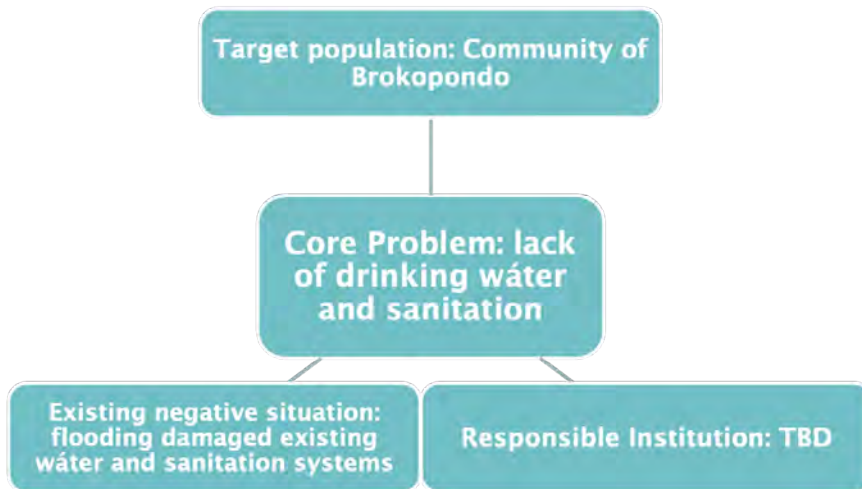 Target population: Community of
Brokopondo
Core Problem: lack
of drinking wáter
and sanitation
Existing negative situation:
flooding damaged existing
wáter and sanitation systems
Responsible Institution: TBD